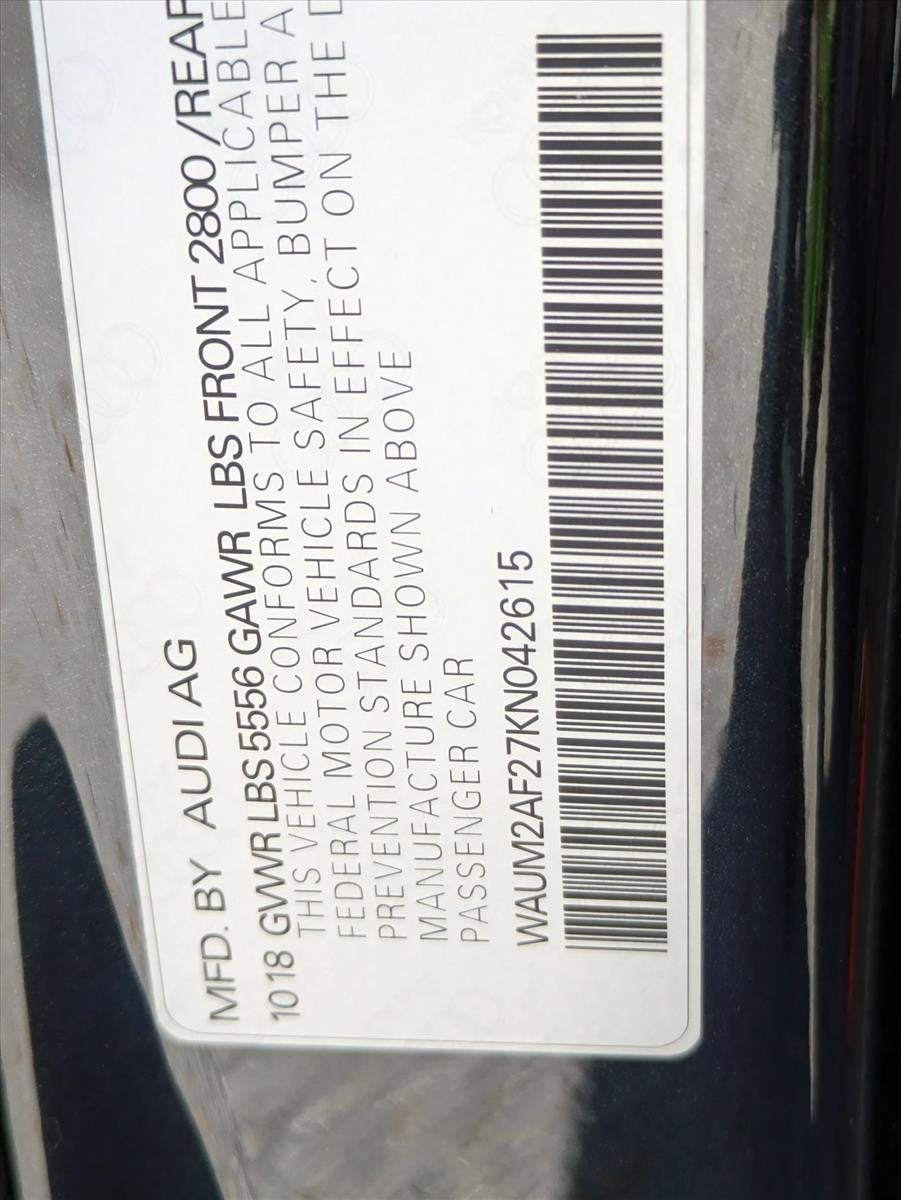 MFD. BY AUDI AG
1018 GVWR LBS 5556 GAWR LBS FRONT 2800 /REAR
THIS VEHICLE CONFORMS TO ALL APPLICABLE
FEDERAL MOTOR VEHICLE SAFETY, BUMPER A
PREVENTION STANDARDS IN EFFECT ON THE D
MANUFACTURE SHOWN ABOVE
PASSENGER CAR
WAUM2AF27KN042615